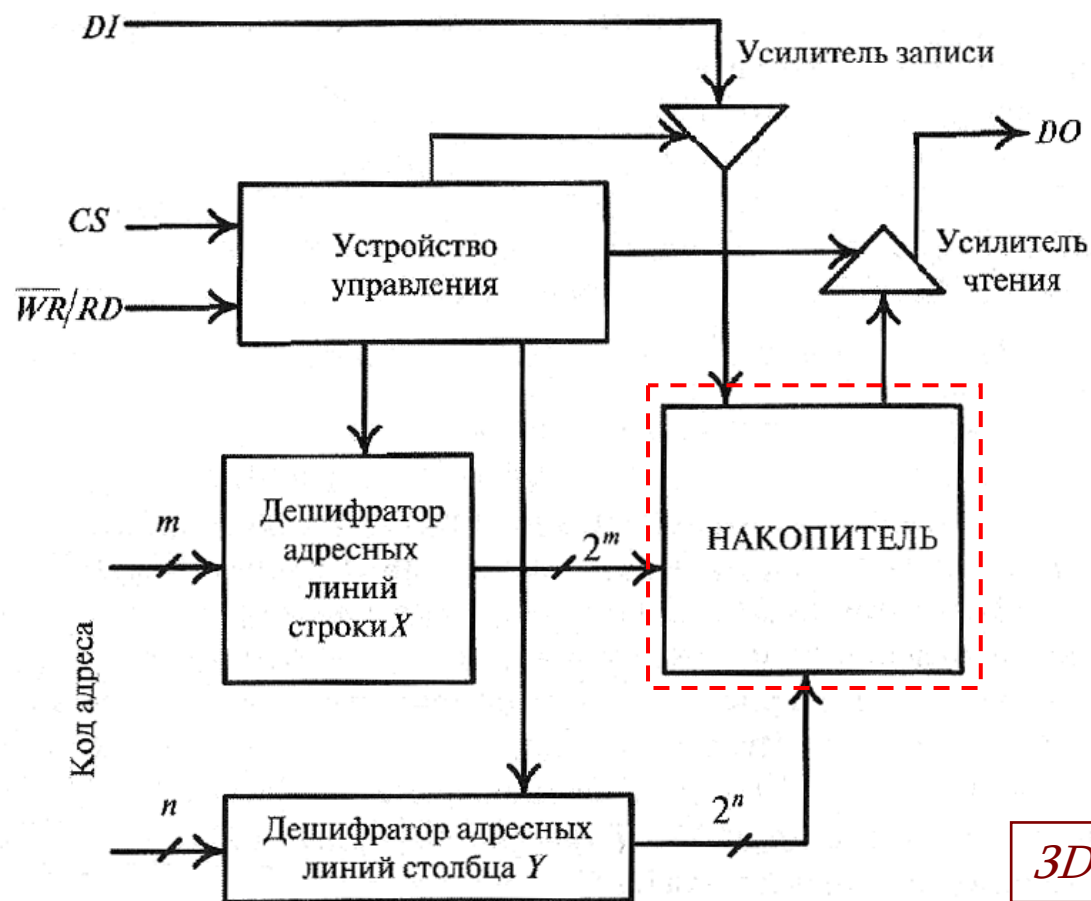 DI
Усилитель записи
DO
CS
Устройство
управления
Усилитель
чтения
W̅R̅/RD
Дешифратор
адресных
линий
строки X
m
2^m
НАКОПИТЕЛЬ
Код адреса
n
Дешифратор адресных
линий столбца Y
2^n
3D